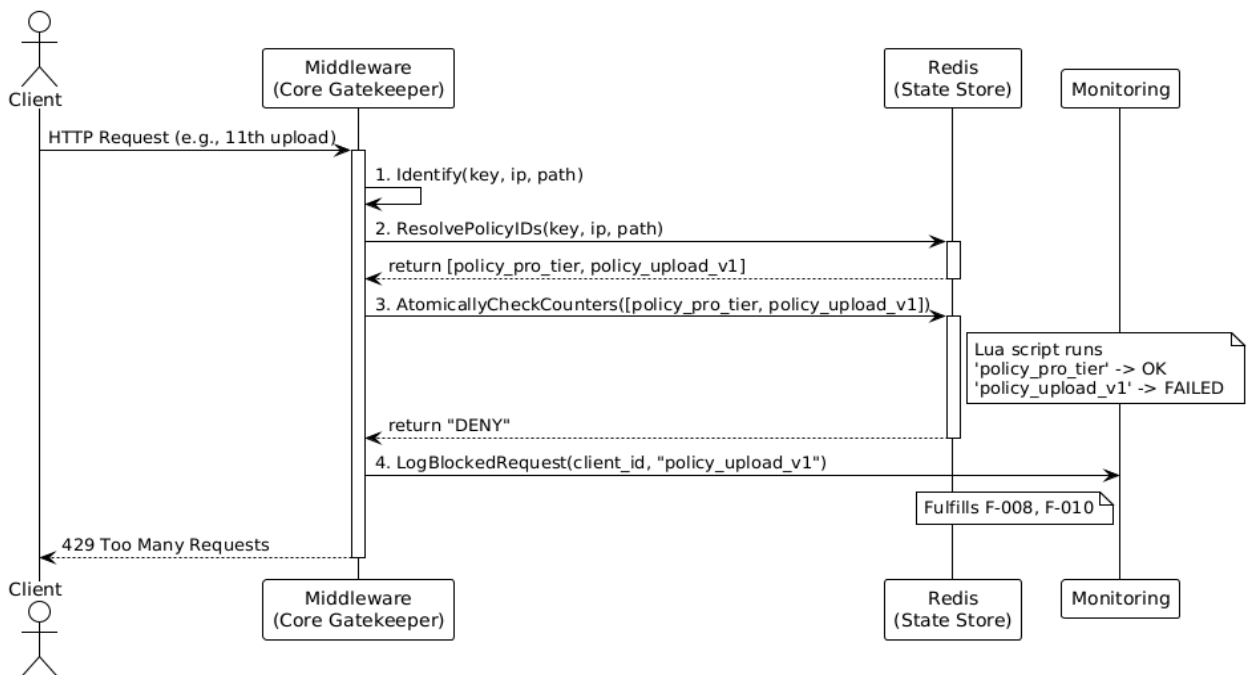 Client
Middleware
(Core Gatekeeper)
Redis
(State Store)
Monitoring
HTTP Request (e.g., 11th upload)
1. Identify(key, ip, path)
2. ResolvePolicyIDs(key, ip, path)
return [policy_pro_tier, policy_upload_v1]
3. AtomicallyCheckCounters([policy_pro_tier, policy_upload_v1])
Lua script runs
'policy_pro_tier' -> OK
'policy_upload_v1' -> FAILED
return "DENY"
4. LogBlockedRequest(client_id, "policy_upload_v1")
Fulfills F-008, F-010
429 Too Many Requests
Client
Middleware
(Core Gatekeeper)
Redis
(State Store)
Monitoring